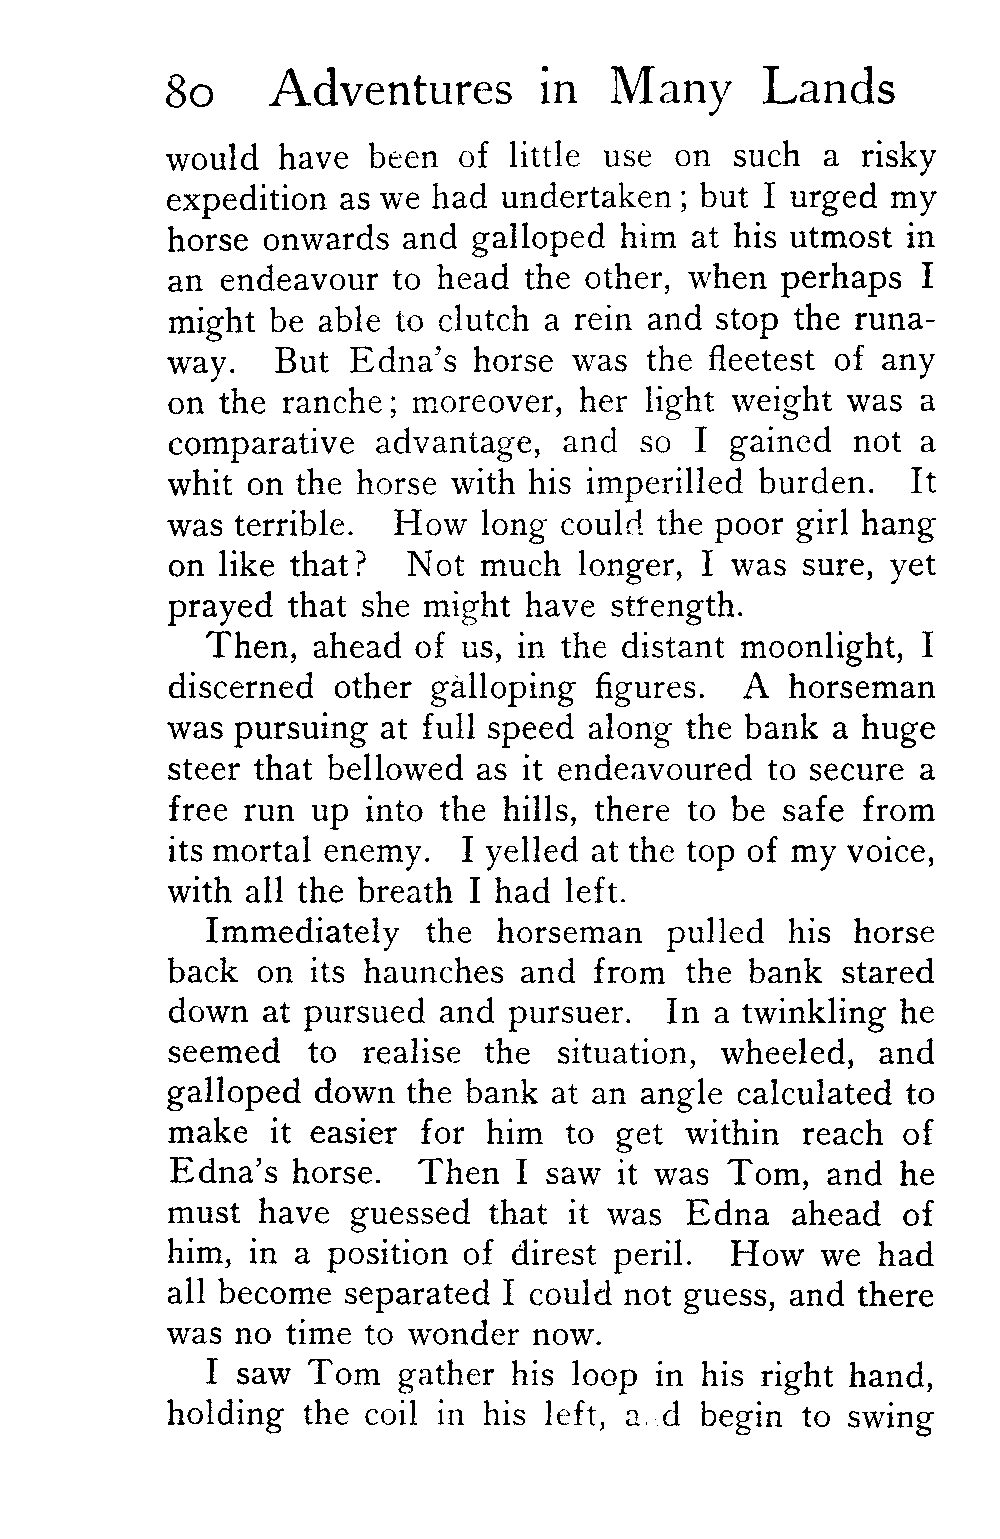 80 Adventures in Many Lands
would have been of little use on such a risky
expedition as we had undertaken; but I urged my
horse onwards and galloped him at his utmost in
an endeavour to head the other, when perhaps I
might be able to clutch a rein and stop the runa-
way. But Edna's horse was the fleetest of any
on the ranche; moreover, her light weight was a
comparative advantage, and so I gained not a
whit on the horse with his imperilled burden. It
was terrible. How long could the poor girl hang
on like that? Not much longer, I was sure, yet
prayed that she might have strength.
Then, ahead of us, in the distant moonlight, I
discerned other galloping figures. A horseman
was pursuing at full speed along the bank a huge
steer that bellowed as it endeavoured to secure a
free run up into the hills, there to be safe from
its mortal enemy. I yelled at the top of my voice,
with all the breath I had left.
Immediately the horseman pulled his horse
back on its haunches and from the bank stared
down at pursued and pursuer. In a twinkling he
seemed to realise the situation, wheeled, and
galloped down the bank at an angle calculated to
make it easier for him to get within reach of
Edna's horse. Then I saw it was Tom, and he
must have guessed that it was Edna ahead of
him, in a position of direst peril. How we had
all become separated I could not guess, and there
was no time to wonder now.
I saw Tom gather his loop in his right hand,
holding the coil in his left, and begin to swing